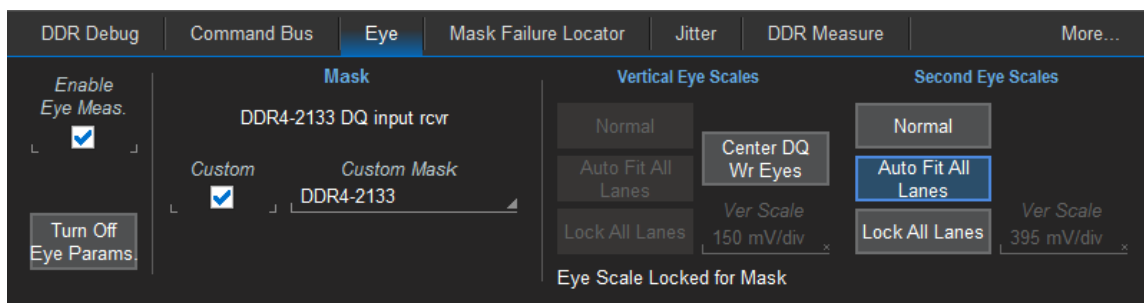 DDR Debug
Command Bus
Eye
Mask Failure Locator
Jitter
DDR Measure
More...
Enable
Eye Meas.
Turn Off
Eye Params.
Mask
DDR4-2133 DQ input rcvr
Custom
Custom Mask
DDR4-2133
Vertical Eye Scales
Normal
Auto Fit All
Lanes
Lock All Lanes
Center DQ
Wr Eyes
Ver Scale
150 mV/div
Eye Scale Locked for Mask
Second Eye Scales
Normal
Auto Fit All
Lanes
Lock All Lanes
Ver Scale
395 mV/div